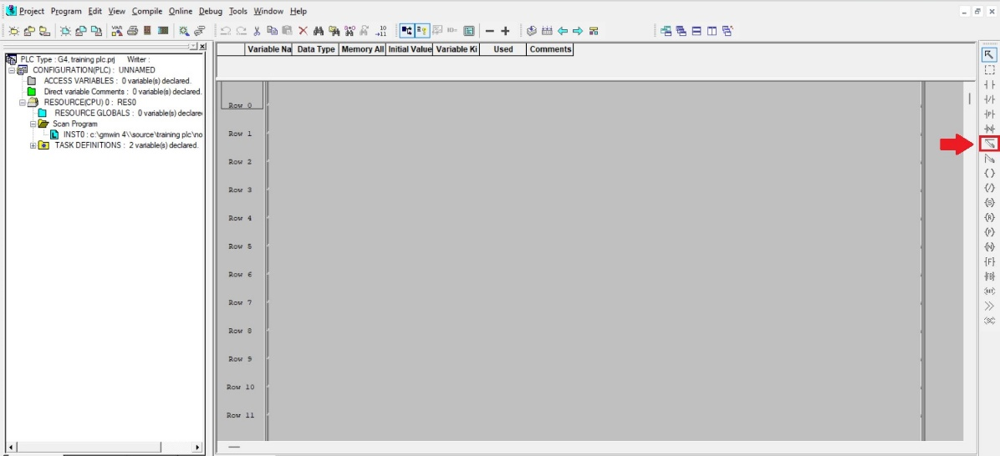 Project Program Edit View Compile Online Debug Tools Window Help
PLC Type : G4, training plc.prj Writer :
CONFIGURATION(PLC) : UNNAMED
ACCESS VARIABLES : 0 variable(s) declared.
Direct variable Comments : 0 variable(s) declared.
RESOURCE(CPU) 0 : RES0
RESOURCE GLOBALS : 0 variable(s) declare
Scan Program
INST0 : c:\gmwin 4\\source\training plc\no
TASK DEFINITIONS : 2 variable(s) declared.
Variable Na Data Type Memory All Initial Value Variable Ki Used Comments
Row 0
Row 1
Row 2
Row 3
Row 4
Row 5
Row 6
Row 7
Row 8
Row 9
Row 10
Row 11